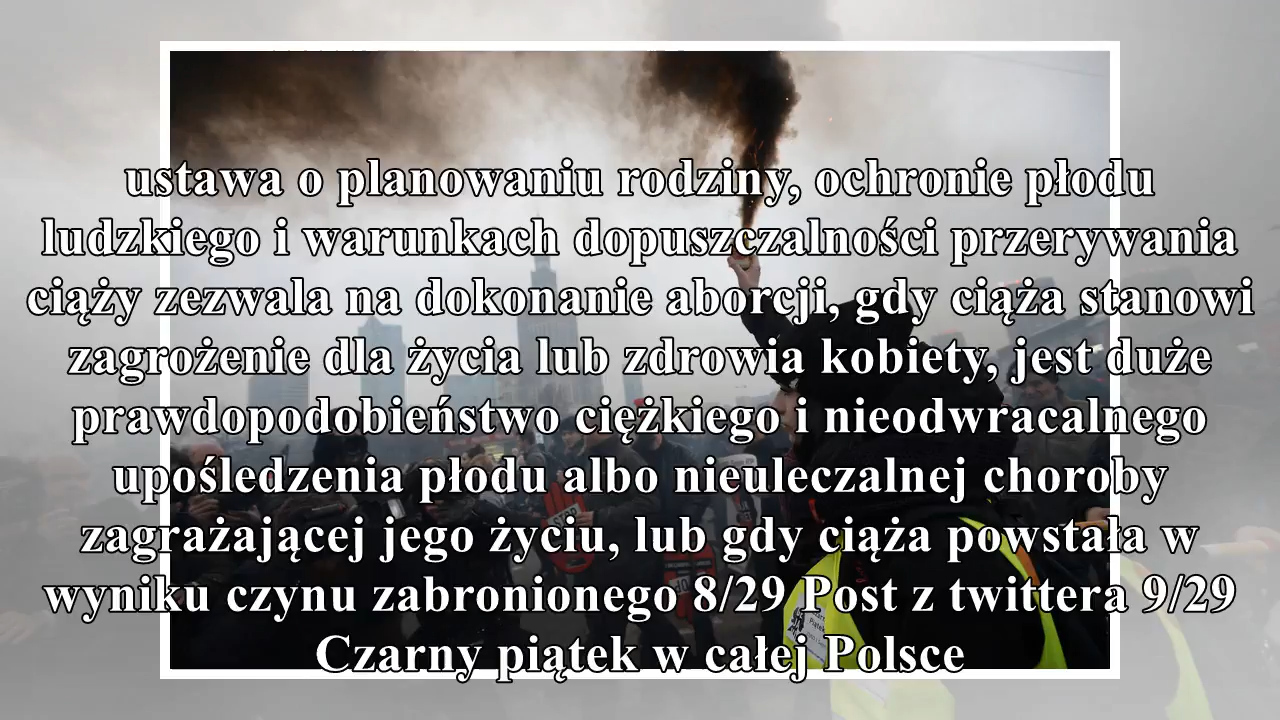 ustawa o planowaniu rodziny, ochronie płodu
ludzkiego i warunkach dopuszczalności przerywania
ciąży zezwala na dokonanie aborcji, gdy ciąża stanowi
zagrożenie dla życia lub zdrowia kobiety, jest duże
prawdopodobieństwo ciężkiego i nieodwracalnego
upośledzenia płodu albo nieuleczalnej choroby
zagrażającej jego życiu, lub gdy ciąża powstała w
wyniku czynu zabronionego 8/29 Post z twittera 9/29
Czarny piątek w całej Polsce
STOP